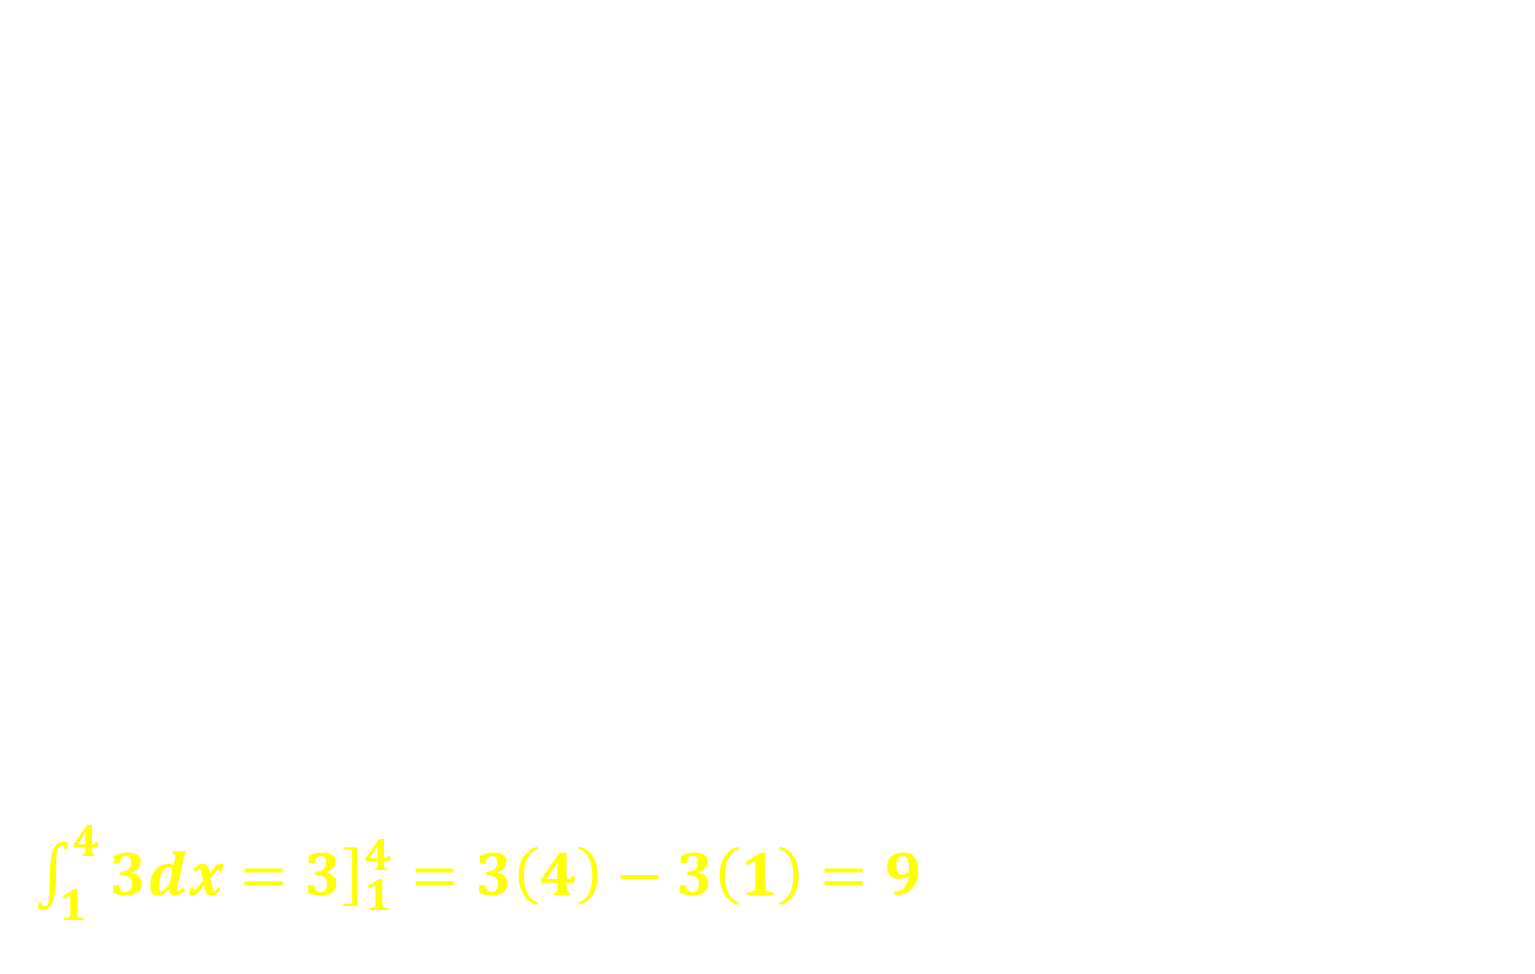 ∫₁⁴ 3dx = 3]₁⁴ = 3(4) − 3(1) = 9